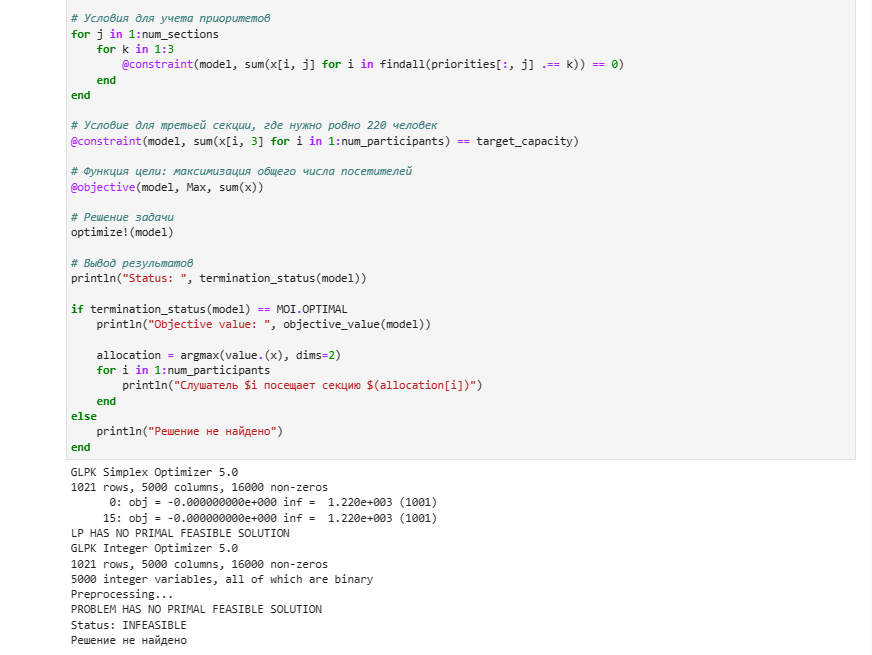 # Условия для учета приоритетов
for j in 1:num_sections
    for k in 1:3
        @constraint(model, sum(x[i, j] for i in findall(priorities[:, j] .== k)) == 0)
    end
end
# Условие для третьей секции, где нужно ровно 220 человек
@constraint(model, sum(x[i, 3] for i in 1:num_participants) == target_capacity)
# Функция цели: максимизация общего числа посетителей
@objective(model, Max, sum(x))
# Решение задачи
optimize!(model)
# Вывод результатов
println("Status: ", termination_status(model))
if termination_status(model) == MOI.OPTIMAL
    println("Objective value: ", objective_value(model))
    allocation = argmax(value.(x), dims=2)
    for i in 1:num_participants
        println("Слушатель $i посещает секцию $(allocation[i])")
    end
else
    println("Решение не найдено")
end
GLPK Simplex Optimizer 5.0
1021 rows, 5000 columns, 16000 non-zeros
      0: obj = -0.000000000e+000 inf =  1.220e+003 (1001)
     15: obj = -0.000000000e+000 inf =  1.220e+003 (1001)
LP HAS NO PRIMAL FEASIBLE SOLUTION
GLPK Integer Optimizer 5.0
1021 rows, 5000 columns, 16000 non-zeros
5000 integer variables, all of which are binary
Preprocessing...
PROBLEM HAS NO PRIMAL FEASIBLE SOLUTION
Status: INFEASIBLE
Решение не найдено